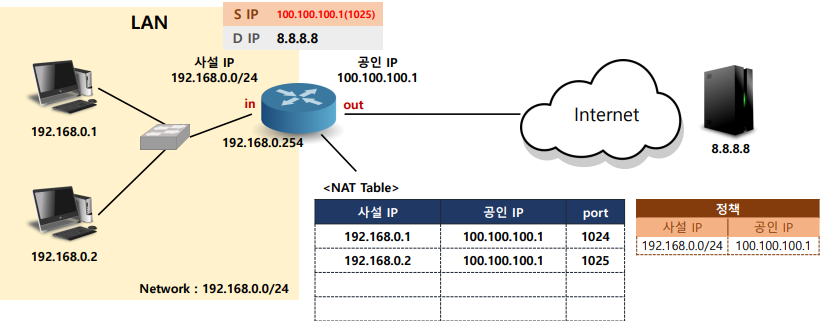 LAN
S IP 100.100.100.1(1025)
D IP 8.8.8.8
사설 IP
192.168.0.0/24
공인 IP
100.100.100.1
in
out
192.168.0.1
192.168.0.254
Internet
8.8.8.8
192.168.0.2
Network : 192.168.0.0/24
<NAT Table>
사설 IP 공인 IP port
192.168.0.1 100.100.100.1 1024
192.168.0.2 100.100.100.1 1025
정책
사설 IP 공인 IP
192.168.0.0/24 100.100.100.1